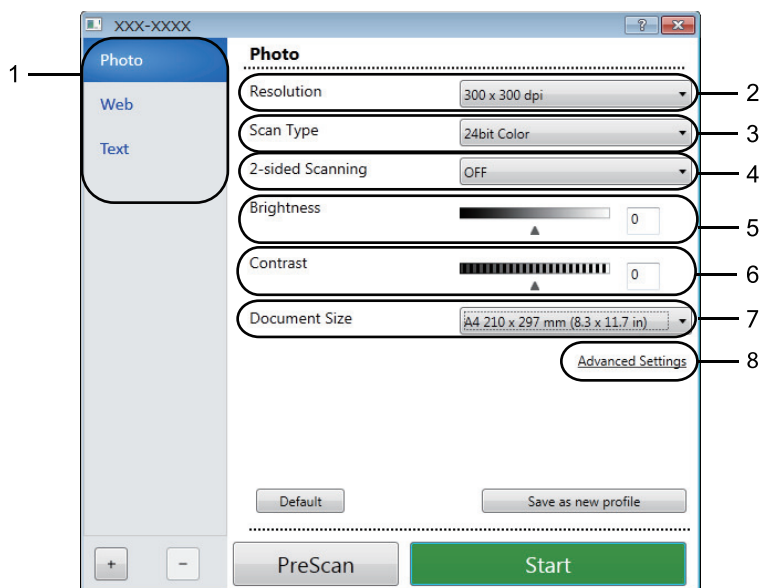 XXX-XXXX
?
1
Photo
Web
Text
Photo
Resolution 300 x 300 dpi 2
Scan Type 24bit Color 3
2-sided Scanning OFF 4
Brightness 0 5
Contrast 0 6
Document Size A4 210 x 297 mm (8.3 x 11.7 in) 7
Advanced Settings 8
Default Save as new profile
+ − PreScan Start